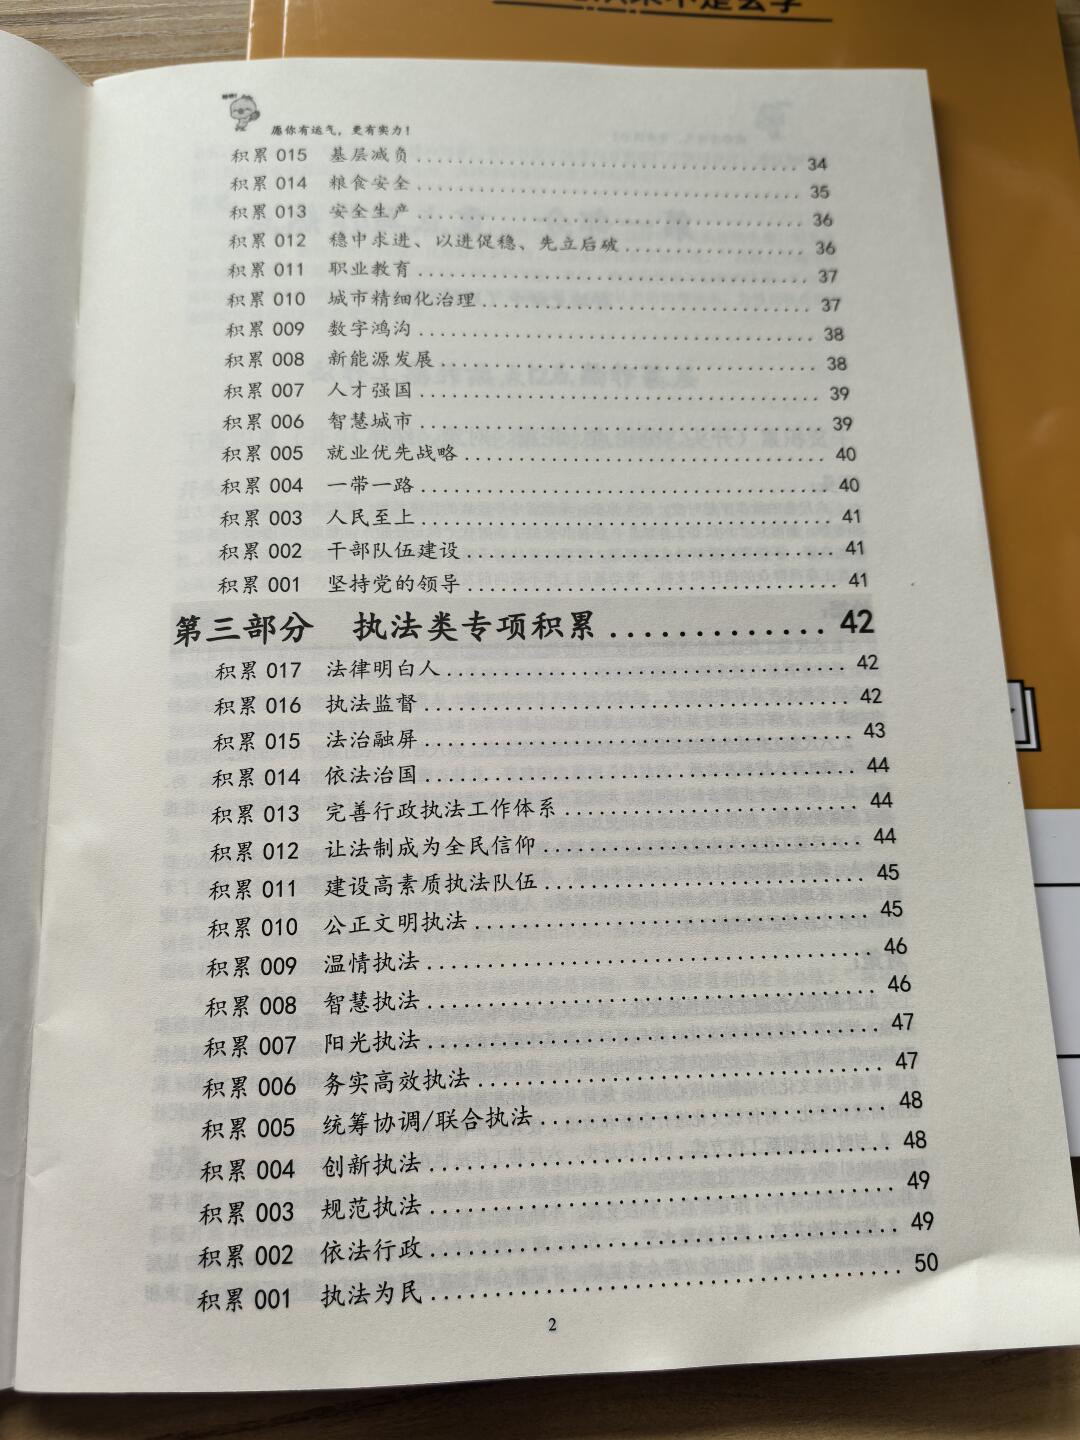 愿你有运气，更有实力！
积累 015 基层减负 34
积累 014 粮食安全 35
积累 013 安全生产 36
积累 012 稳中求进、以进促稳、先立后破 36
积累 011 职业教育 37
积累 010 城市精细化治理 37
积累 009 数字鸿沟 38
积累 008 新能源发展 38
积累 007 人才强国 39
积累 006 智慧城市 39
积累 005 就业优先战略 40
积累 004 一带一路 40
积累 003 人民至上 41
积累 002 干部队伍建设 41
积累 001 坚持党的领导 41
第三部分 执法类专项积累 42
积累 017 法律明白人 42
积累 016 执法监督 42
积累 015 法治融屏 43
积累 014 依法治国 44
积累 013 完善行政执法工作体系 44
积累 012 让法制成为全民信仰 44
积累 011 建设高素质执法队伍 45
积累 010 公正文明执法 45
积累 009 温情执法 46
积累 008 智慧执法 46
积累 007 阳光执法 47
积累 006 务实高效执法 47
积累 005 统筹协调/联合执法 48
积累 004 创新执法 48
积累 003 规范执法 49
积累 002 依法行政 49
积累 001 执法为民 50
2